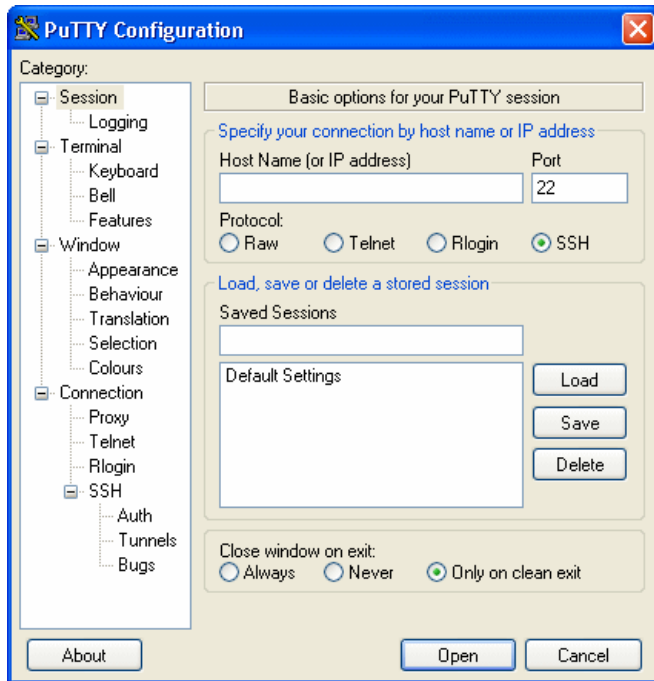 PuTTY Configuration
Category:
Session
Logging
Terminal
Keyboard
Bell
Features
Window
Appearance
Behaviour
Translation
Selection
Colours
Connection
Proxy
Telnet
Rlogin
SSH
Auth
Tunnels
Bugs
Basic options for your PuTTY session
Specify your connection by host name or IP address
Host Name (or IP address) Port
22
Protocol:
Raw Telnet Rlogin SSH
Load, save or delete a stored session
Saved Sessions
Default Settings
Load
Save
Delete
Close window on exit:
Always Never Only on clean exit
About Open Cancel